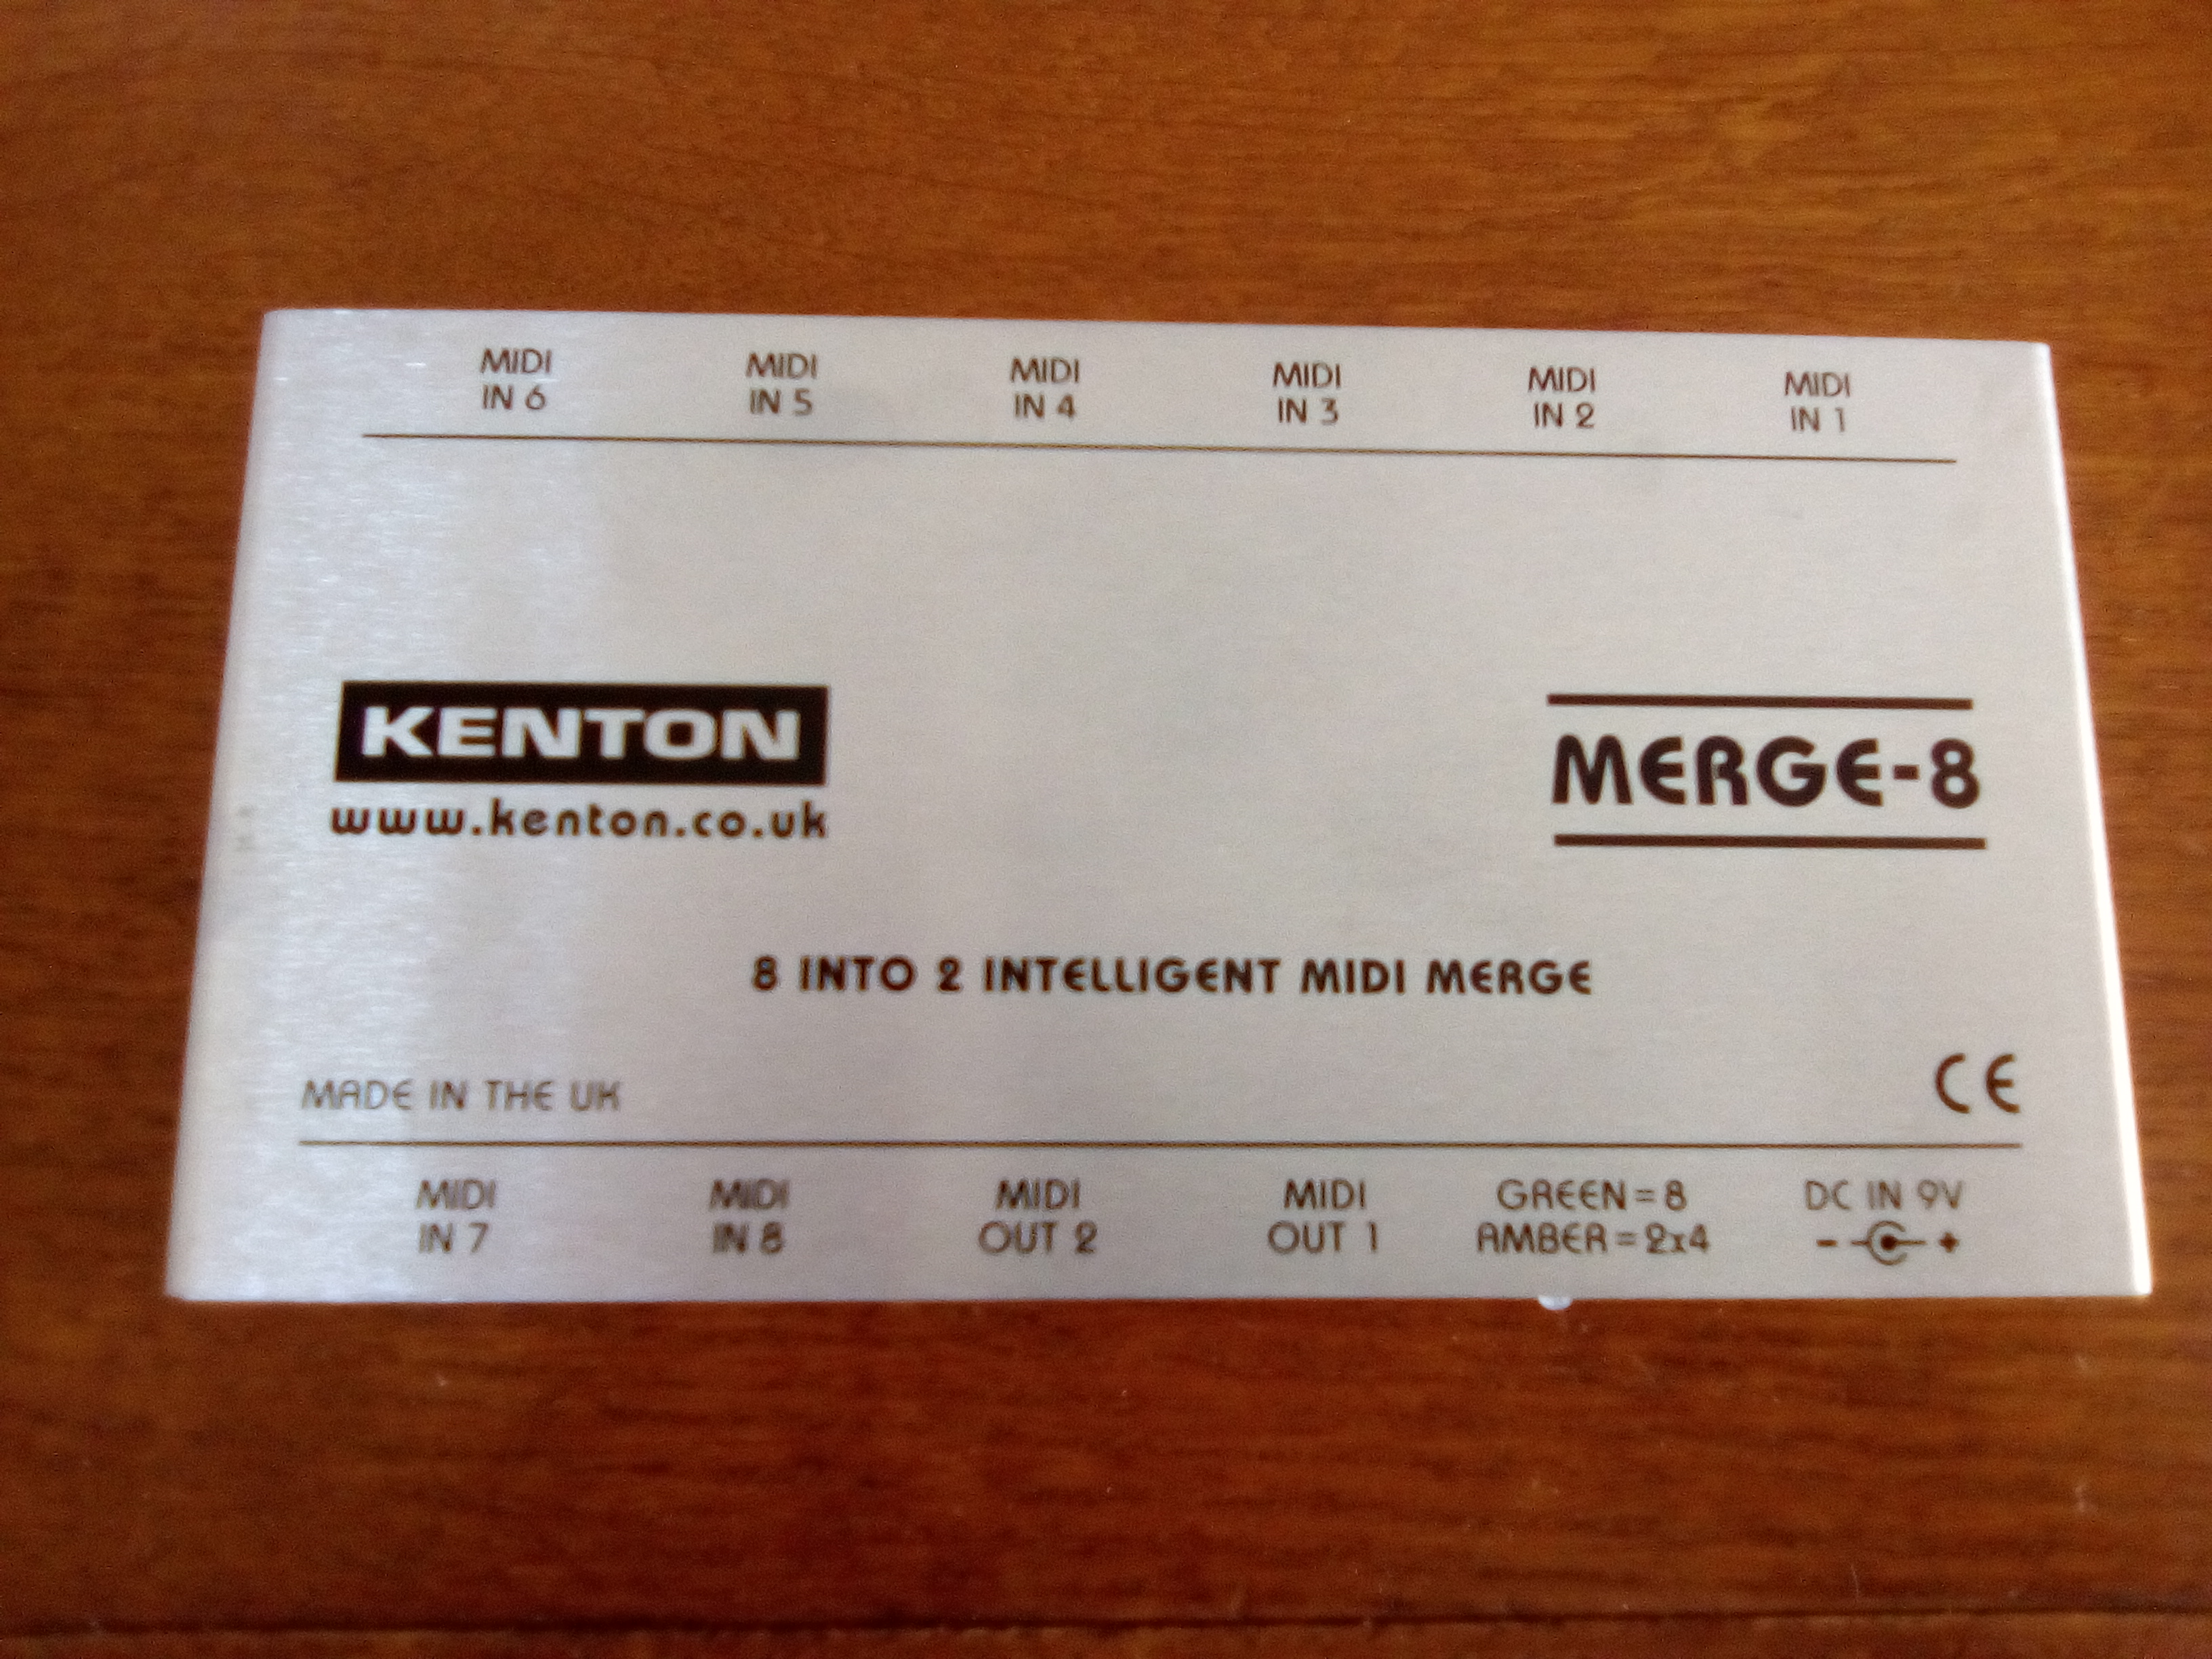 MIDI IN 6
MIDI IN 5
MIDI IN 4
MIDI IN 3
MIDI IN 2
MIDI IN 1
KENTON
www.kenton.co.uk
MERGE-8
8 INTO 2 INTELLIGENT MIDI MERGE
MADE IN THE UK
CE
MIDI IN 7
MIDI IN 8
MIDI OUT 2
MIDI OUT 1
GREEN=8
AMBER=2x4
DC IN 9V
- +